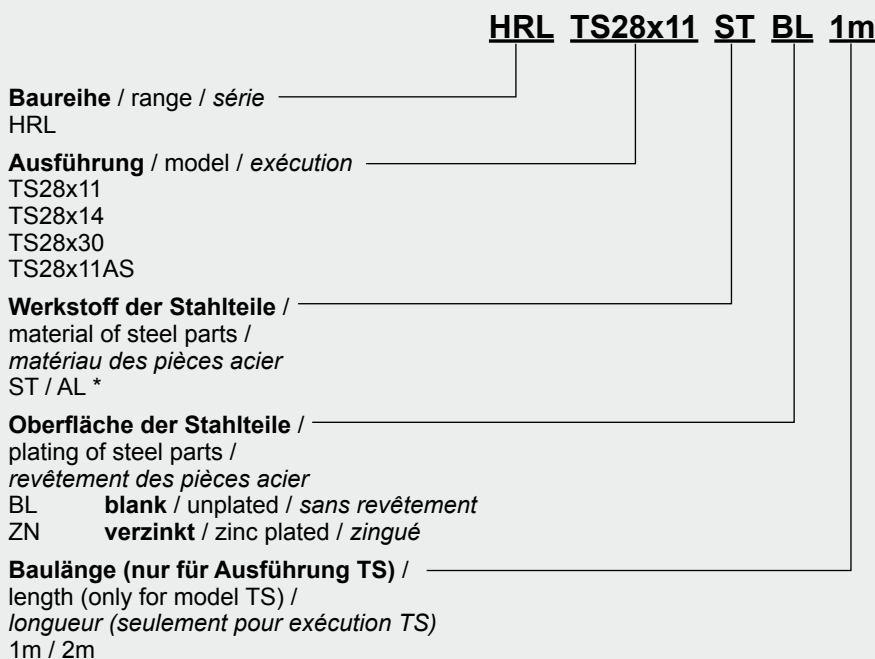 HRL TS28x11 ST BL 1m
Baureihe / range / série
HRL
Ausführung / model / exécution
TS28x11
TS28x14
TS28x30
TS28x11AS
Werkstoff der Stahlteile /
material of steel parts /
matériau des pièces acier
ST / AL *
Oberfläche der Stahlteile /
plating of steel parts /
revêtement des pièces acier
BL blank / unplated / sans revêtement
ZN verzinkt / zinc plated / zingué
Baulänge (nur für Ausführung TS) /
length (only for model TS) /
longueur (seulement pour exécution TS)
1m / 2m